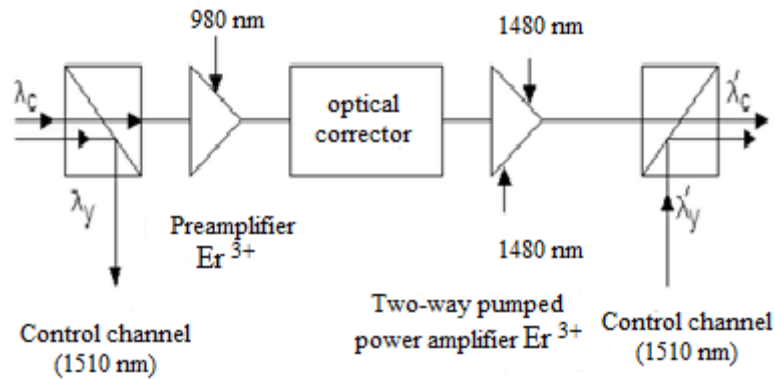 980 nm
1480 nm
λc
optical
corrector
λ'c
λy
λ'y
Preamplifier
Er 3+
1480 nm
Two-way pumped
power amplifier Er 3+
Control channel
(1510 nm)
Control channel
(1510 nm)